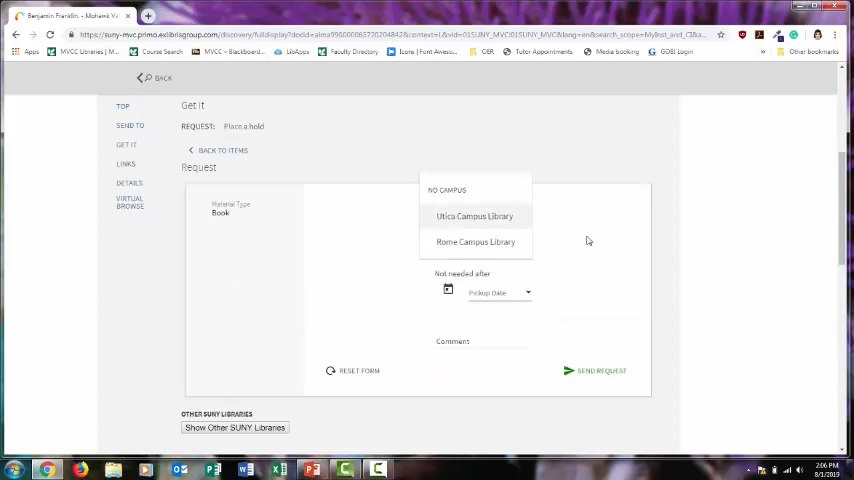 Benjamin Franklin. - Mohawk Va
https://suny-mvc.primo.exlibrisgroup.com/discovery/fulldisplay?docid=alma990000657202048426&context=L&vid=01SUNY_MVC:01SUNY_MVC&lang=en&search_scope=MyInst_and_CI&a...
Apps MVCC Libraries | M... Course Search MVCC – Blackboard... LibApps Faculty Directory Icons | Font Aweso... OER Tutor Appointments Media booking GOBI Login » Other bookmarks
BACK
TOP
SEND TO
GET IT
LINKS
DETAILS
VIRTUAL
BROWSE
Get It
REQUEST: Place a hold
BACK TO ITEMS
Request
Material Type
Book
NO CAMPUS
Utica Campus Library
Rome Campus Library
Not needed after
Pickup Date
Comment
RESET FORM
SEND REQUEST
OTHER SUNY LIBRARIES
Show Other SUNY Libraries
2:06 PM
8/1/2019